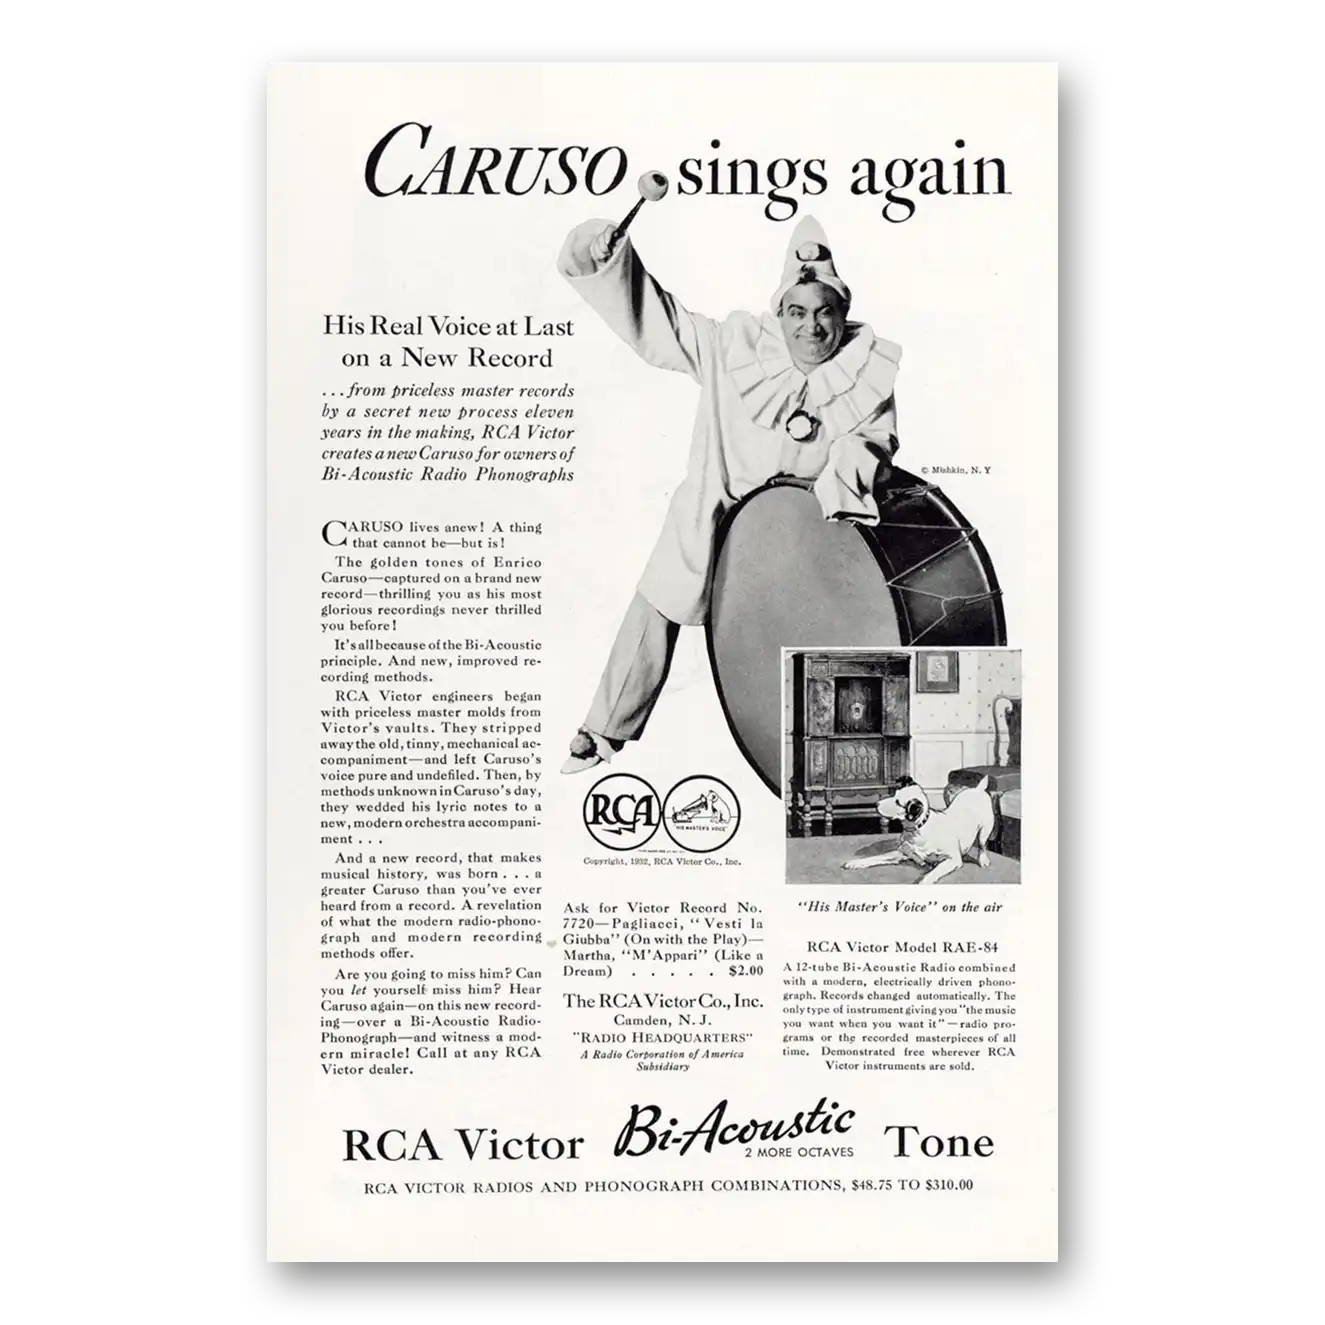 CARUSO sings again
His Real Voice at Last
on a New Record
...from priceless master records
by a secret new process eleven
years in the making, RCA Victor
creates a new Caruso for owners of
Bi-Acoustic Radio Phonographs
© Mishkin, N. Y
CARUSO lives anew! A thing
that cannot be—but is!
The golden tones of Enrico
Caruso—captured on a brand new
record—thrilling you as his most
glorious recordings never thrilled
you before!
It's all because of the Bi-Acoustic
principle. And new, improved re-
cording methods.
RCA Victor engineers began
with priceless master molds from
Victor's vaults. They stripped
away the old, tinny, mechanical ac-
companiment—and left Caruso's
voice pure and undefiled. Then, by
methods unknown in Caruso's day,
they wedded his lyric notes to a
new, modern orchestra accompani-
ment . . .
And a new record, that makes
musical history, was born . . . a
greater Caruso than you've ever
heard from a record. A revelation
of what the modern radio-phono-
graph and modern recording
methods offer.
Are you going to miss him? Can
you let yourself miss him? Hear
Caruso again—on this new record-
ing—over a Bi-Acoustic Radio-
Phonograph—and witness a mod-
ern miracle! Call at any RCA
Victor dealer.
RCA
"HIS MASTER'S VOICE"
Copyright, 1932, RCA Victor Co., Inc.
Ask for Victor Record No.
7720—Pagliacci, "Vesti la
Giubba" (On with the Play)—
Martha, "M'Appari" (Like a
Dream) . . . . . $2.00
The RCA Victor Co., Inc.
Camden, N. J.
"RADIO HEADQUARTERS"
A Radio Corporation of America
Subsidiary
"His Master's Voice" on the air
RCA Victor Model RAE-84
A 12-tube Bi-Acoustic Radio combined
with a modern, electrically driven phono-
graph. Records changed automatically. The
only type of instrument giving you "the music
you want when you want it"—radio pro-
grams or the recorded masterpieces of all
time. Demonstrated free wherever RCA
Victor instruments are sold.
RCA Victor Bi-Acoustic Tone
2 MORE OCTAVES
RCA VICTOR RADIOS AND PHONOGRAPH COMBINATIONS, $48.75 TO $310.00